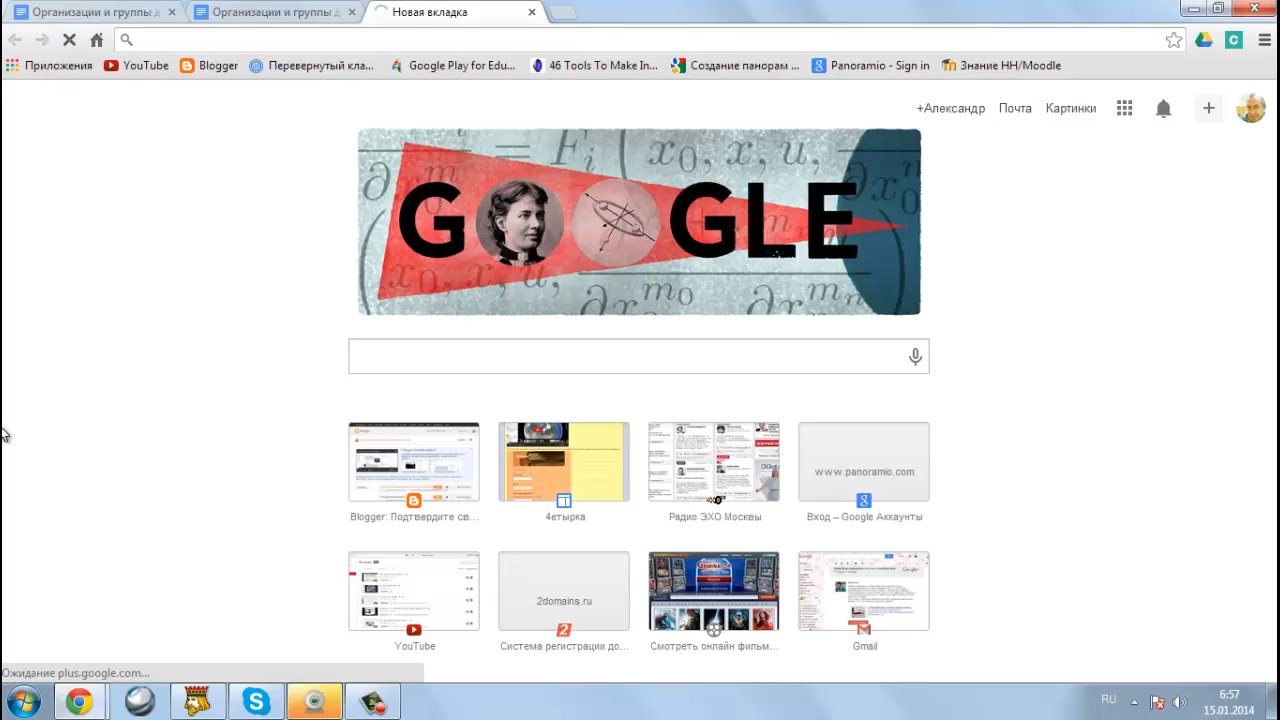 Организации и группы д
Организации и группы д
Новая вкладка
Приложения
YouTube
Blogger
Перевернутый кла...
Google Play for Edu...
46 Tools To Make In...
Создание панорам ...
Panoramio - Sign in
Знание НН/Moodle
+Александр
Почта
Картинки
GOOGLE
www.panoramio.com
Blogger: Подтвердите св...
4етырка
Радио ЭХО Москвы
Вход – Google Аккаунты
2domains.ru
YouTube
Система регистрации до...
Смотреть онлайн фильм...
Gmail
Ожидание plus.google.com...
RU
6:57
15.01.2014